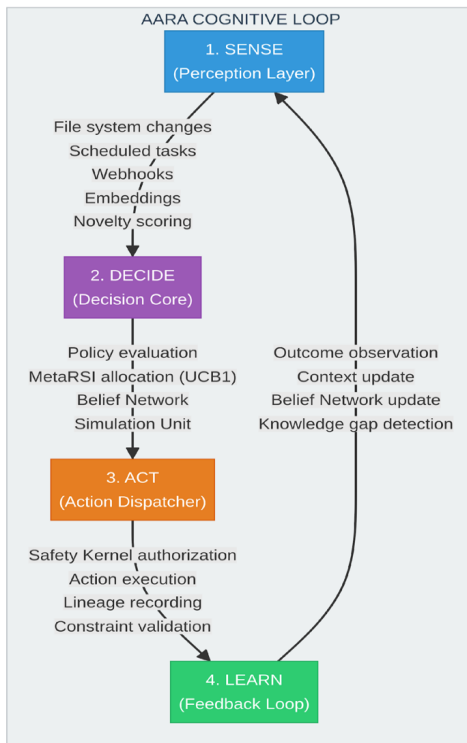 AARA COGNITIVE LOOP
1. SENSE
(Perception Layer)
File system changes
Scheduled tasks
Webhooks
Embeddings
Novelty scoring
2. DECIDE
(Decision Core)
Policy evaluation
MetaRSI allocation (UCB1)
Belief Network
Simulation Unit
Outcome observation
Context update
Belief Network update
Knowledge gap detection
3. ACT
(Action Dispatcher)
Safety Kernel authorization
Action execution
Lineage recording
Constraint validation
4. LEARN
(Feedback Loop)